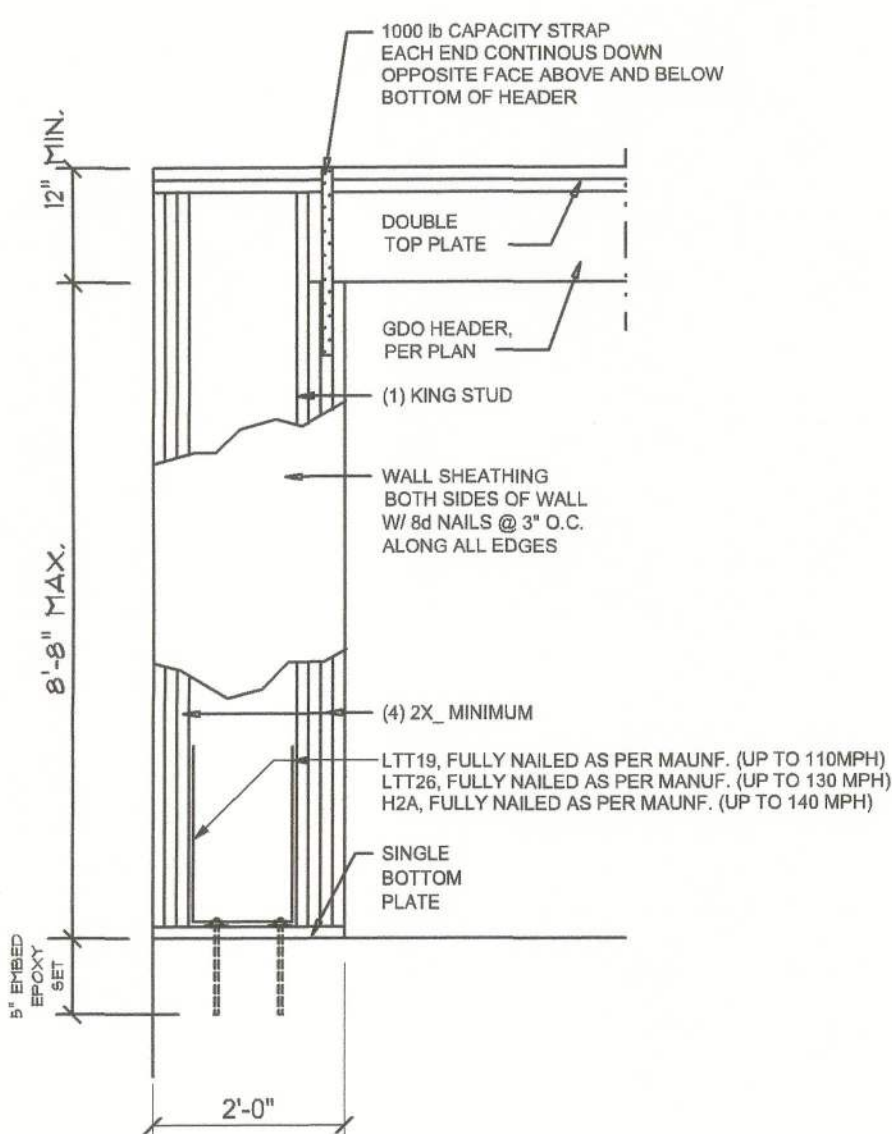 1000 lb CAPACITY STRAP
EACH END CONTINOUS DOWN
OPPOSITE FACE ABOVE AND BELOW
BOTTOM OF HEADER
12" MIN.
DOUBLE
TOP PLATE
GDO HEADER,
PER PLAN
(1) KING STUD
WALL SHEATHING
BOTH SIDES OF WALL
W/ 8d NAILS @ 3" O.C.
ALONG ALL EDGES
8'-8" MAX.
(4) 2X_ MINIMUM
LTT19, FULLY NAILED AS PER MAUNF. (UP TO 110MPH)
LTT26, FULLY NAILED AS PER MANUF. (UP TO 130 MPH)
H2A, FULLY NAILED AS PER MAUNF. (UP TO 140 MPH)
SINGLE
BOTTOM
PLATE
5" EMBED
EPOXY
SET
2'-0"